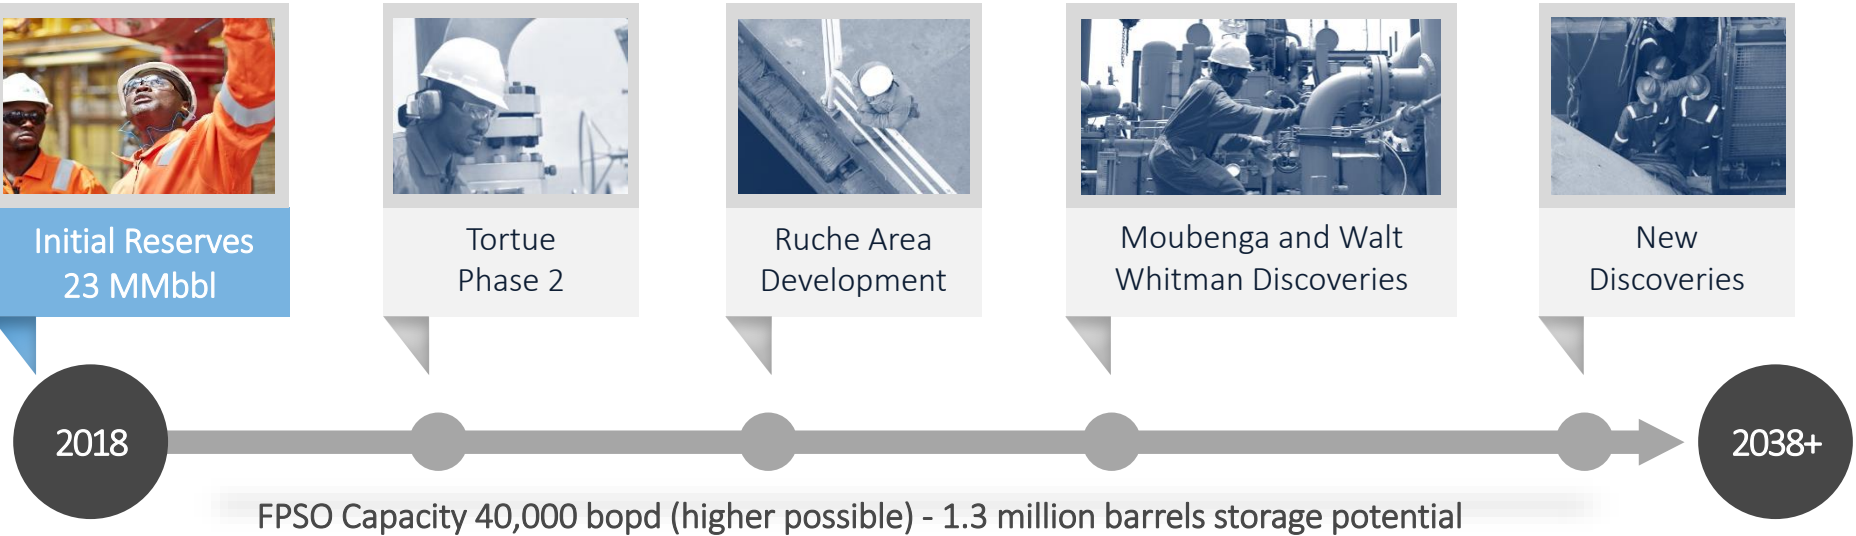 Initial Reserves
23 MMbbl
Tortue
Phase 2
Ruche Area
Development
Moubenga and Walt
Whitman Discoveries
New
Discoveries
2018
2038+
FPSO Capacity 40,000 bopd (higher possible) - 1.3 million barrels storage potential